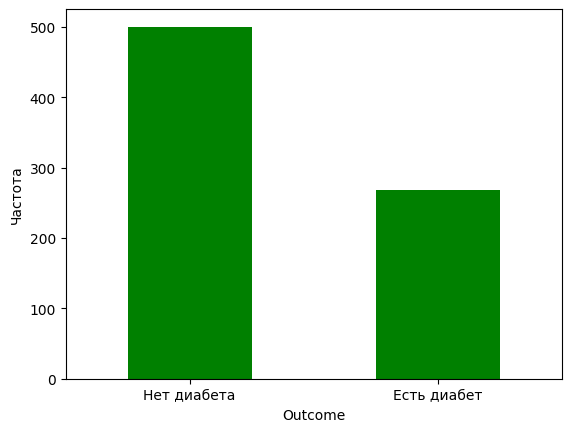 500
400
300
200
100
0
Частота
Нет диабета
Есть диабет
Outcome